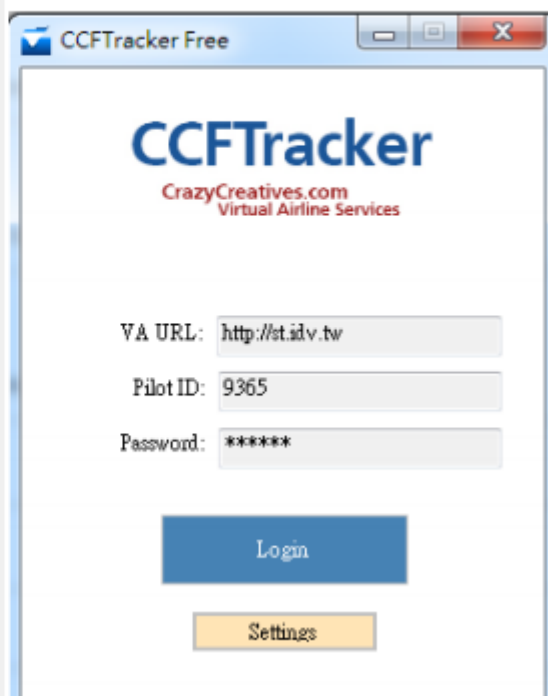 CCFTracker Free
CCFTracker
CrazyCreatives.com
Virtual Airline Services
VA URL: http://st.idv.tw
Pilot ID: 9365
Password: ******
Login
Settings